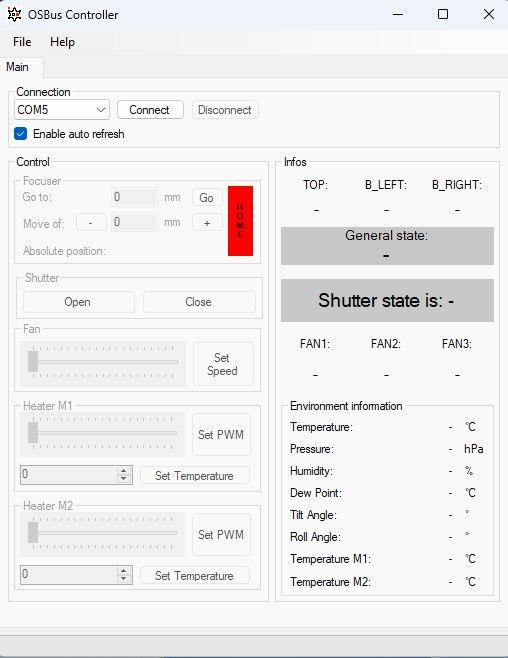 OSBus Controller
File Help
Main
Connection
COM5 Connect Disconnect
Enable auto refresh
Control
Focuser
Go to: 0 mm Go
Move of: - 0 mm +
Absolute position:
HOME
Shutter
Open Close
Fan
Set Speed
Heater M1
Set PWM
0 Set Temperature
Heater M2
Set PWM
0 Set Temperature
Infos
TOP: B_LEFT: B_RIGHT:
- - -
General state:
-
Shutter state is: -
FAN1: FAN2: FAN3:
- - -
Environment information
Temperature: - °C
Pressure: - hPa
Humidity: - %
Dew Point: - °C
Tilt Angle: - °
Roll Angle: - °
Temperature M1: - °C
Temperature M2: - °C